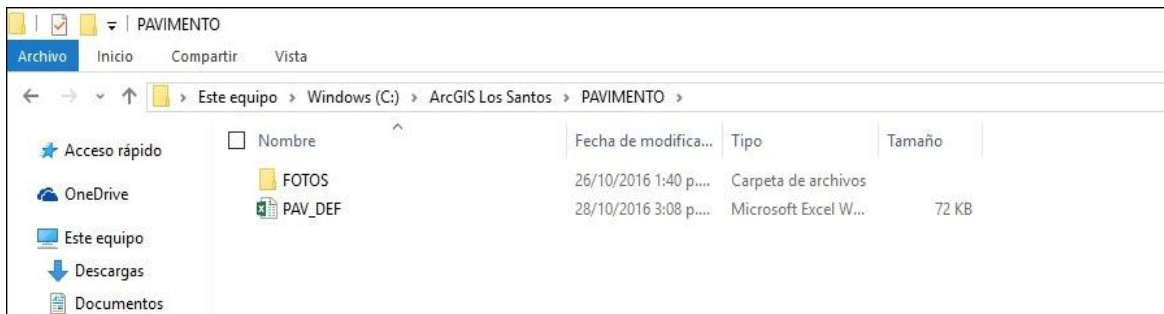 PAVIMENTO
Archivo Inicio Compartir Vista
Este equipo > Windows (C:) > ArcGIS Los Santos > PAVIMENTO >
Nombre Fecha de modifica... Tipo Tamaño
Acceso rápido
FOTOS 26/10/2016 1:40 p.... Carpeta de archivos
OneDrive
PAV_DEF 28/10/2016 3:08 p.... Microsoft Excel W... 72 KB
Este equipo
Descargas
Documentos